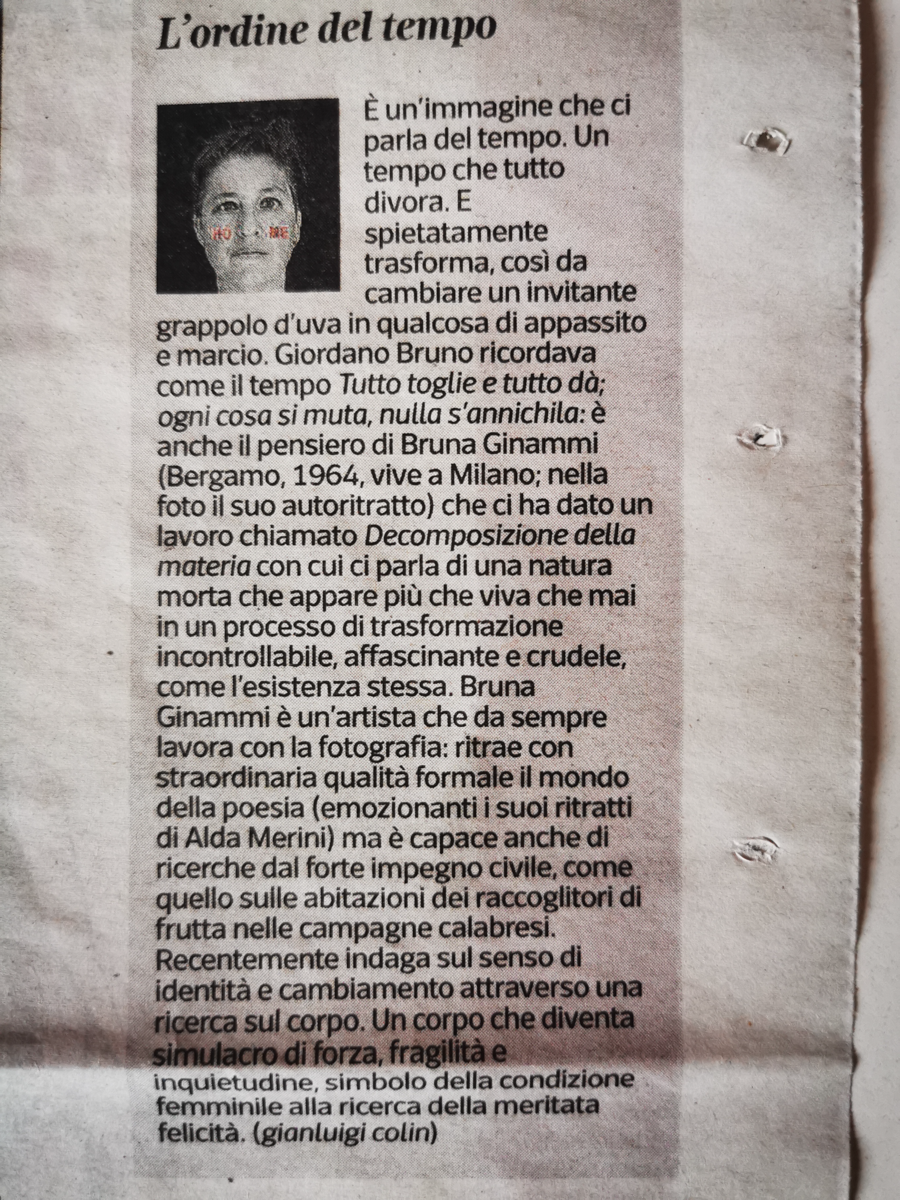 L'ordine del tempo
È un'immagine che ci
parla del tempo. Un
tempo che tutto
divora. E
spietatamente
trasforma, così da
cambiare un invitante
HO ME
grappolo d'uva in qualcosa di appassito
e marcio. Giordano Bruno ricordava
come il tempo Tutto toglie e tutto dà;
ogni cosa si muta, nulla s'annichila: è
anche il pensiero di Bruna Ginammi
(Bergamo, 1964, vive a Milano; nella
foto il suo autoritratto) che ci ha dato un
lavoro chiamato Decomposizione della
materia con cui ci parla di una natura
morta che appare più che viva che mai
in un processo di trasformazione
incontrollabile, affascinante e crudele,
come l'esistenza stessa. Bruna
Ginammi è un'artista che da sempre
lavora con la fotografia: ritrae con
straordinaria qualità formale il mondo
della poesia (emozionanti i suoi ritratti
di Alda Merini) ma è capace anche di
ricerche dal forte impegno civile, come
quello sulle abitazioni dei raccoglitori di
frutta nelle campagne calabresi.
Recentemente indaga sul senso di
identità e cambiamento attraverso una
ricerca sul corpo. Un corpo che diventa
simulacro di forza, fragilità e
inquietudine, simbolo della condizione
femminile alla ricerca della meritata
felicità. (gianluigi colin)